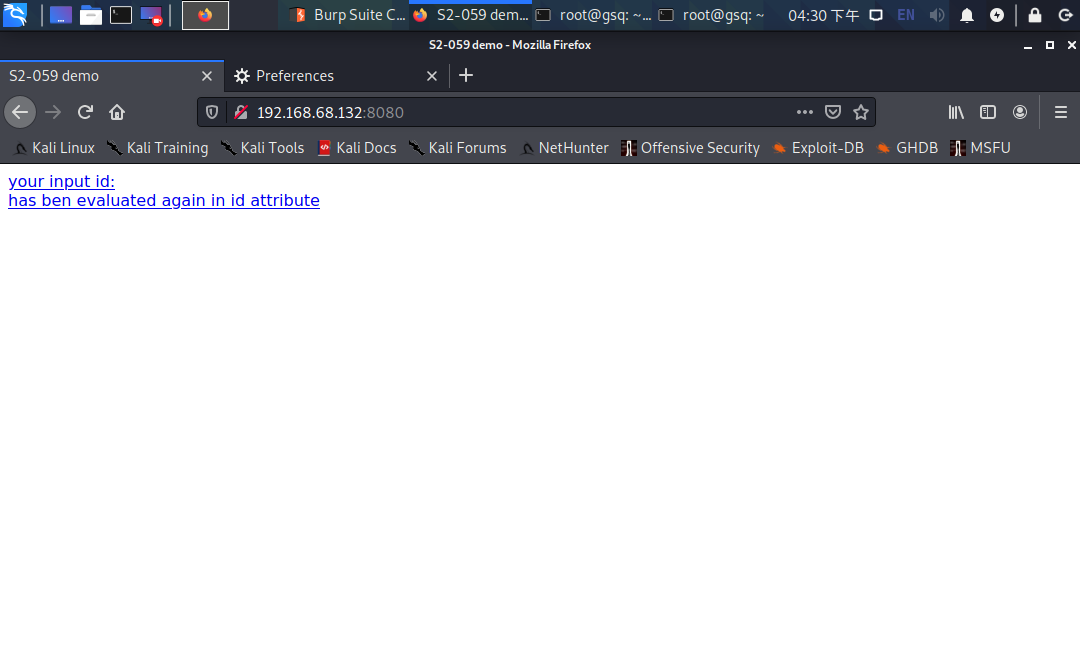 Burp Suite C... S2-059 dem... root@gsq: ~... root@gsq: ~ 04:30 下午 EN
S2-059 demo - Mozilla Firefox
S2-059 demo Preferences
192.168.68.132:8080
Kali Linux Kali Training Kali Tools Kali Docs Kali Forums NetHunter Offensive Security Exploit-DB GHDB MSFU
your input id:
has ben evaluated again in id attribute